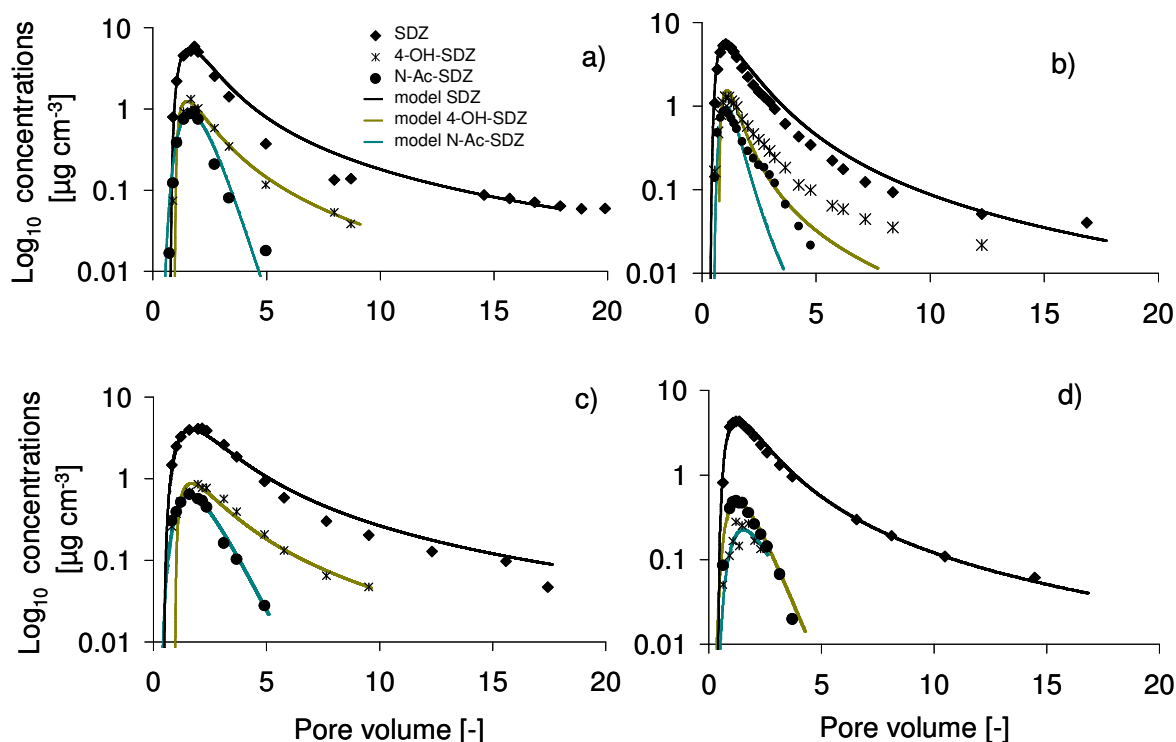 a)
SDZ
4-OH-SDZ
N-Ac-SDZ
model SDZ
model 4-OH-SDZ
model N-Ac-SDZ
Log10 concentrations
[µg cm-3]
10
1
0.1
0.01
0 5 10 15 20
b)
10
1
0.1
0.01
0 5 10 15 20
c)
Log10 concentrations
[µg cm-3]
10
1
0.1
0.01
0 5 10 15 20
Pore volume [-]
d)
10
1
0.1
0.01
0 5 10 15 20
Pore volume [-]